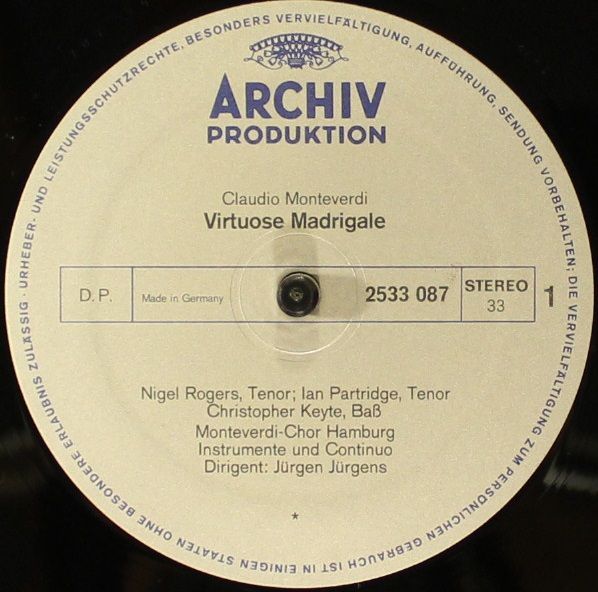 ARCHIV
PRODUKTION
Claudio Monteverdi
Virtuose Madrigale
D. P.
Made in Germany
2533 087
STEREO
33
1
Nigel Rogers, Tenor; Ian Partridge, Tenor
Christopher Keyte, Baß
Monteverdi-Chor Hamburg
Instrumente und Continuo
Dirigent: Jürgen Jürgens
*
URHEBER- UND LEISTUNGSSCHUTZRECHTE, BESONDERS VERVIELFÄLTIGUNG, AUFFÜHRUNG, SENDUNG VORBEHALTEN; DIE VERVIELFÄLTIGUNG ZUM PERSÖNLICHEN GEBRAUCH IST IN EINIGEN STAATEN OHNE BESONDERE ERLAUBNIS ZULÄSSIG ·